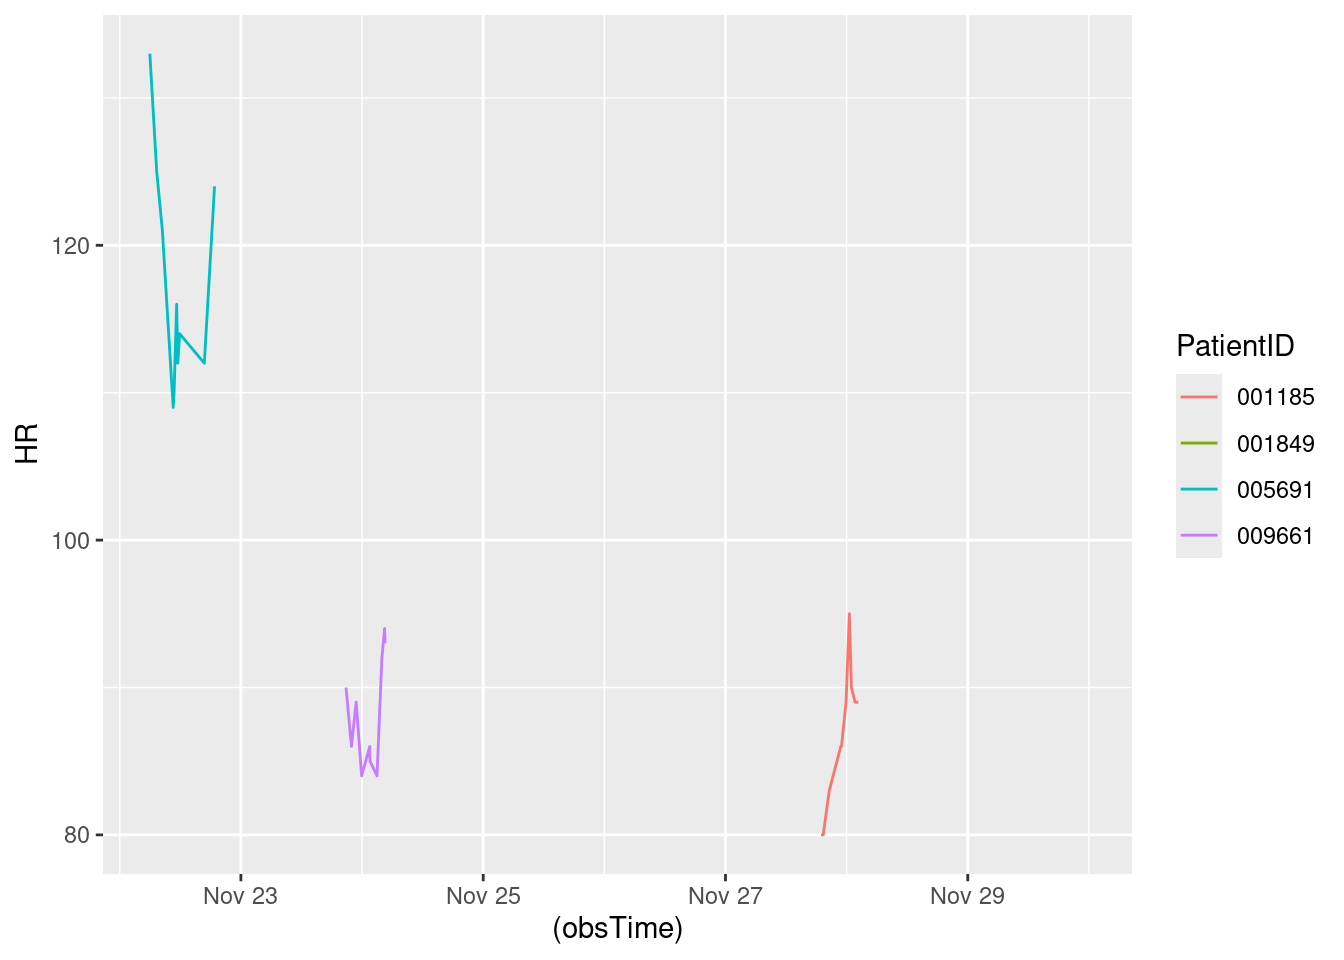 HR
120
100
80
Nov 23
Nov 25
Nov 27
Nov 29
(obsTime)
PatientID
001185
001849
005691
009661